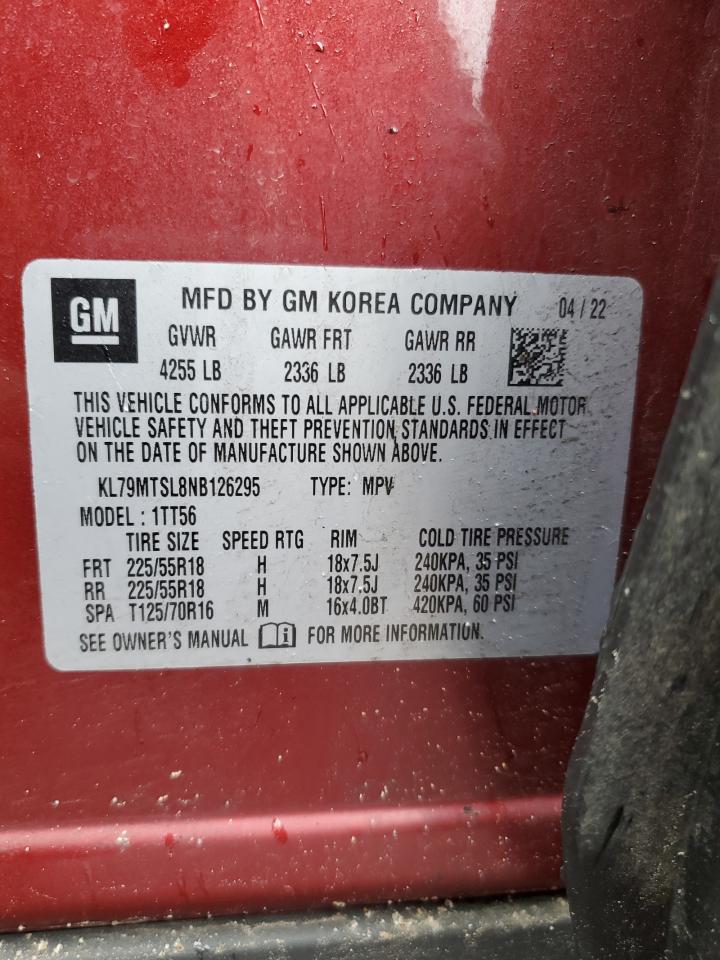 GM MFD BY GM KOREA COMPANY 04 / 22
GVWR GAWR FRT GAWR RR
4255 LB 2336 LB 2336 LB
THIS VEHICLE CONFORMS TO ALL APPLICABLE U.S. FEDERAL MOTOR
VEHICLE SAFETY AND THEFT PREVENTION STANDARDS IN EFFECT
ON THE DATE OF MANUFACTURE SHOWN ABOVE.
KL79MTSL8NB126295 TYPE: MPV
MODEL : 1TT56
TIRE SIZE SPEED RTG RIM COLD TIRE PRESSURE
FRT 225/55R18 H 18x7.5J 240KPA, 35 PSI
RR 225/55R18 H 18x7.5J 240KPA, 35 PSI
SPA T125/70R16 M 16x4.0BT 420KPA, 60 PSI
SEE OWNER'S MANUAL i FOR MORE INFORMATION.